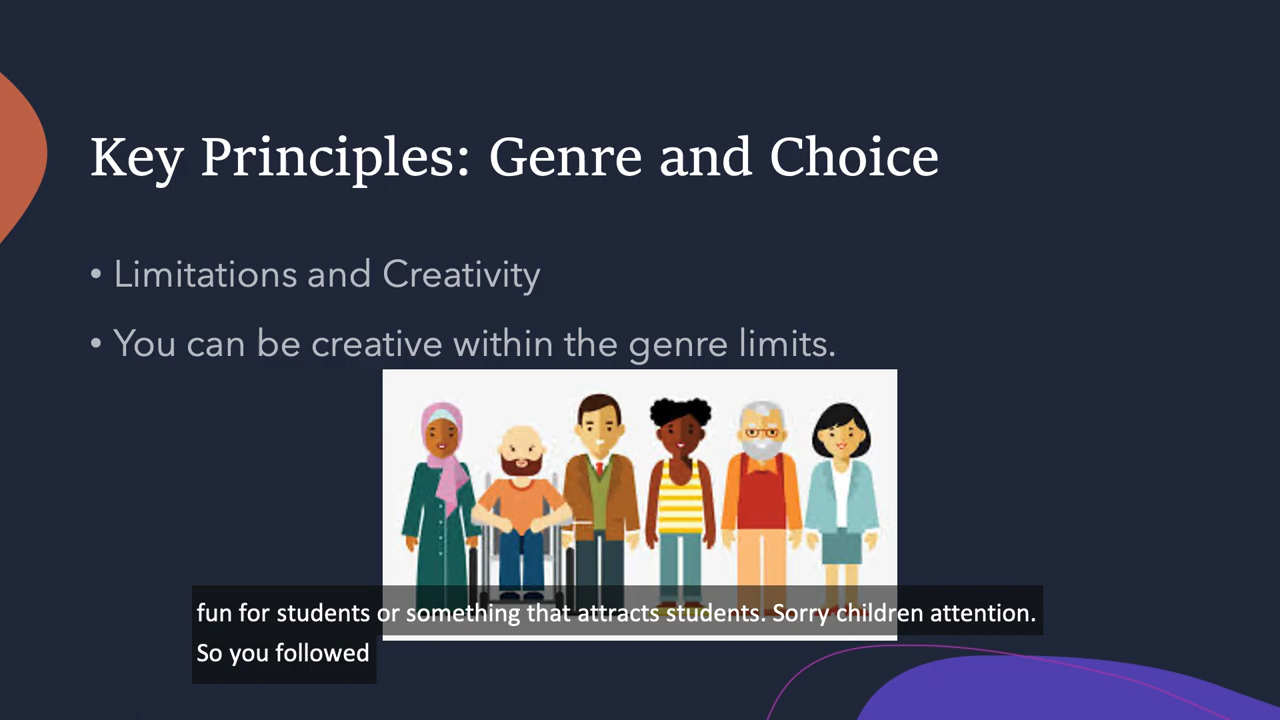 Key Principles: Genre and Choice
• Limitations and Creativity
• You can be creative within the genre limits.
fun for students or something that attracts students. Sorry children attention.
So you followed